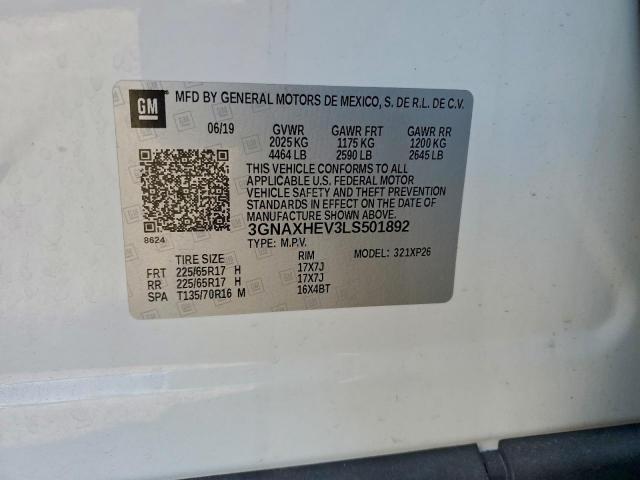 GM MFD BY GENERAL MOTORS DE MEXICO, S. DE R.L. DE C.V.
06/19 GVWR GAWR FRT GAWR RR
2025 KG 1175 KG 1200 KG
4464 LB 2590 LB 2645 LB
THIS VEHICLE CONFORMS TO ALL
APPLICABLE U.S. FEDERAL MOTOR
VEHICLE SAFETY AND THEFT PREVENTION
STANDARDS IN EFFECT ON THE DATE OF
MANUFACTURE SHOWN ABOVE.
3GNAXHEV3LS501892
8624 TYPE: M.P.V. MODEL: 321XP26
TIRE SIZE RIM
FRT 225/65R17 H 17X7J
RR 225/65R17 H 17X7J
SPA T135/70R16 M 16X4BT